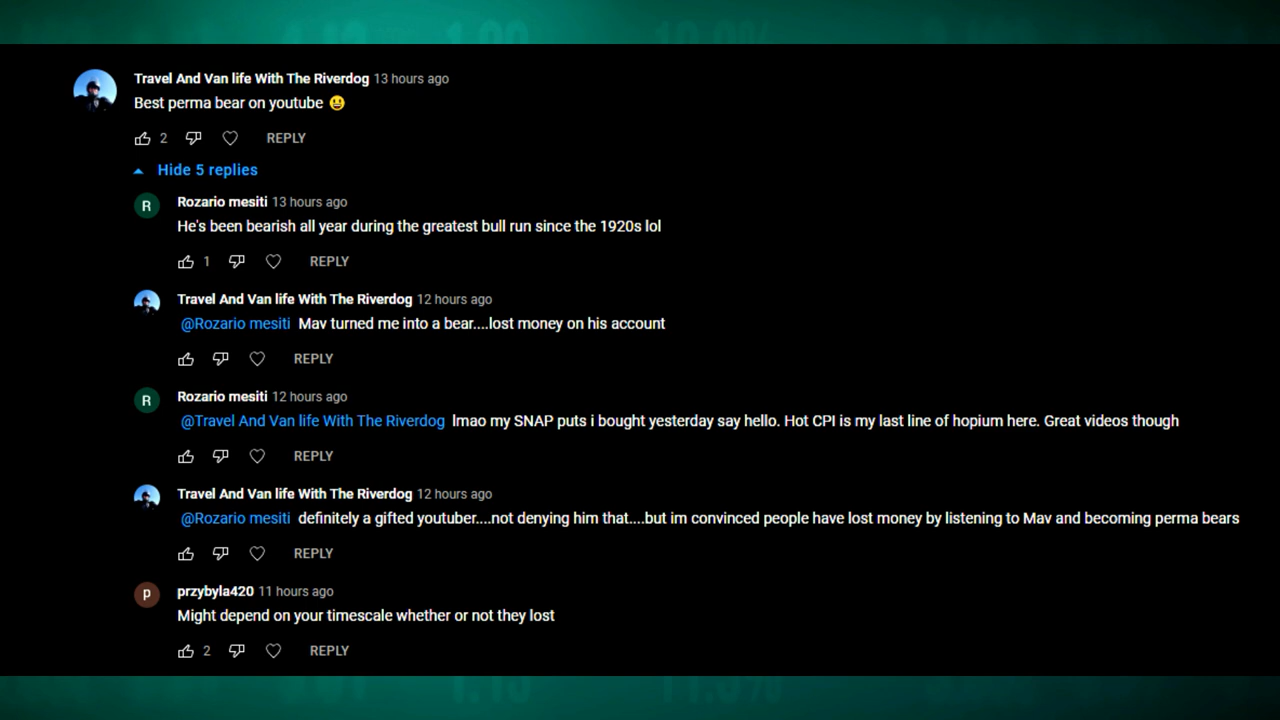 Travel And Van life With The Riverdog 13 hours ago
Best perma bear on youtube 😀
2 REPLY
Hide 5 replies
R Rozario mesiti 13 hours ago
He's been bearish all year during the greatest bull run since the 1920s lol
1 REPLY
Travel And Van life With The Riverdog 12 hours ago
@Rozario mesiti Mav turned me into a bear....lost money on his account
REPLY
R Rozario mesiti 12 hours ago
@Travel And Van life With The Riverdog lmao my SNAP puts i bought yesterday say hello. Hot CPI is my last line of hopium here. Great videos though
REPLY
Travel And Van life With The Riverdog 12 hours ago
@Rozario mesiti definitely a gifted youtuber....not denying him that....but im convinced people have lost money by listening to Mav and becoming perma bears
REPLY
p przybyla420 11 hours ago
Might depend on your timescale whether or not they lost
2 REPLY